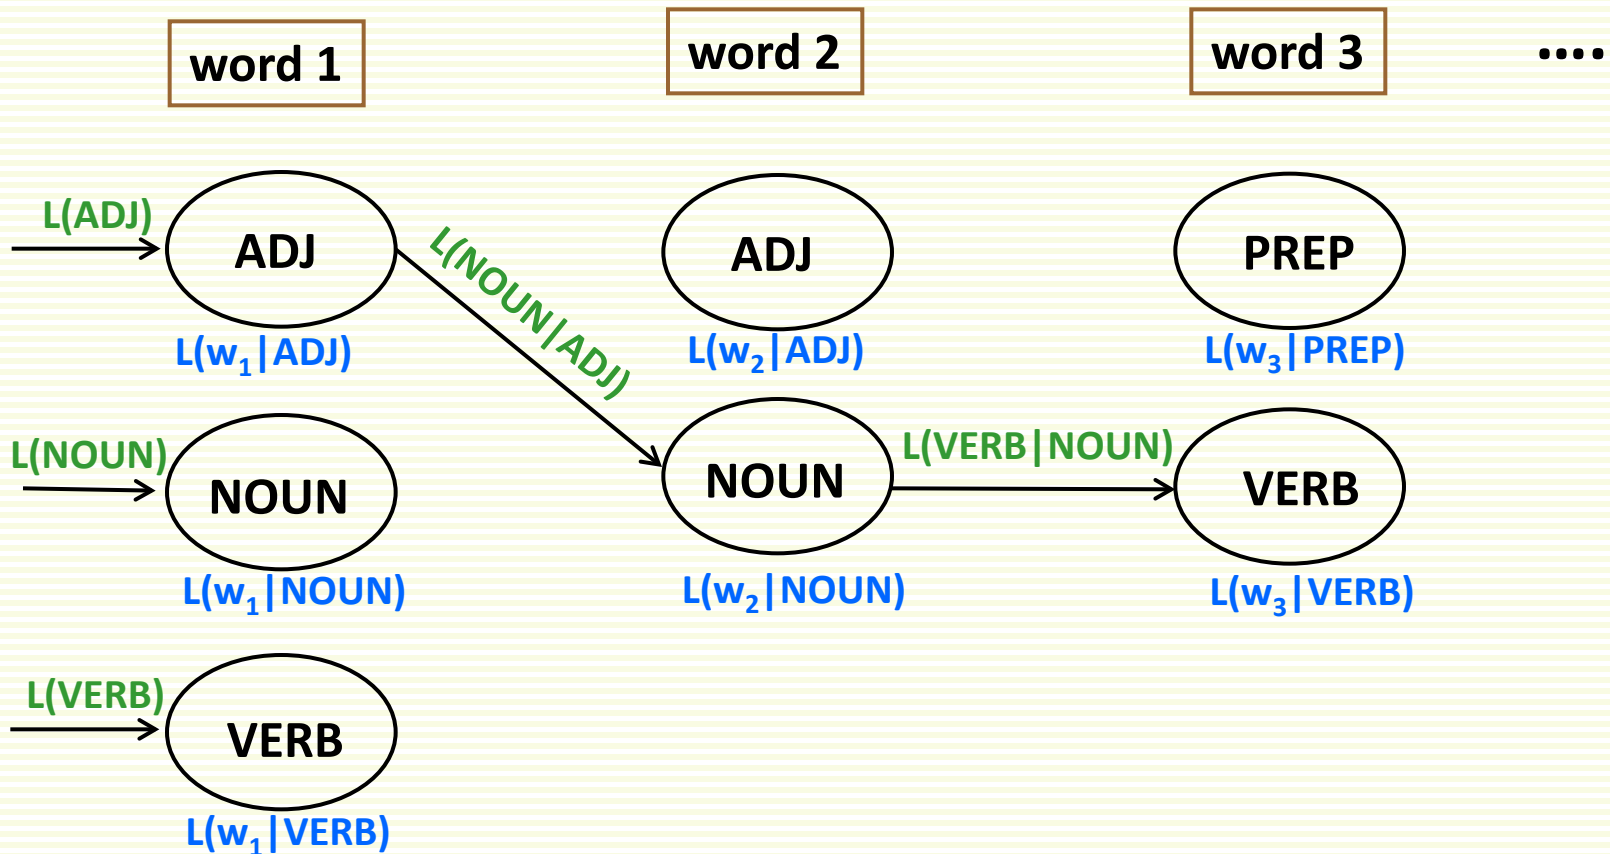 word 1
word 2
word 3
....
L(ADJ)
ADJ
L(NOUN|ADJ)
ADJ
PREP
L(w₁|ADJ)
L(w₂|ADJ)
L(w₃|PREP)
L(NOUN)
NOUN
NOUN
L(VERB|NOUN)
VERB
L(w₁|NOUN)
L(w₂|NOUN)
L(w₃|VERB)
L(VERB)
VERB
L(w₁|VERB)